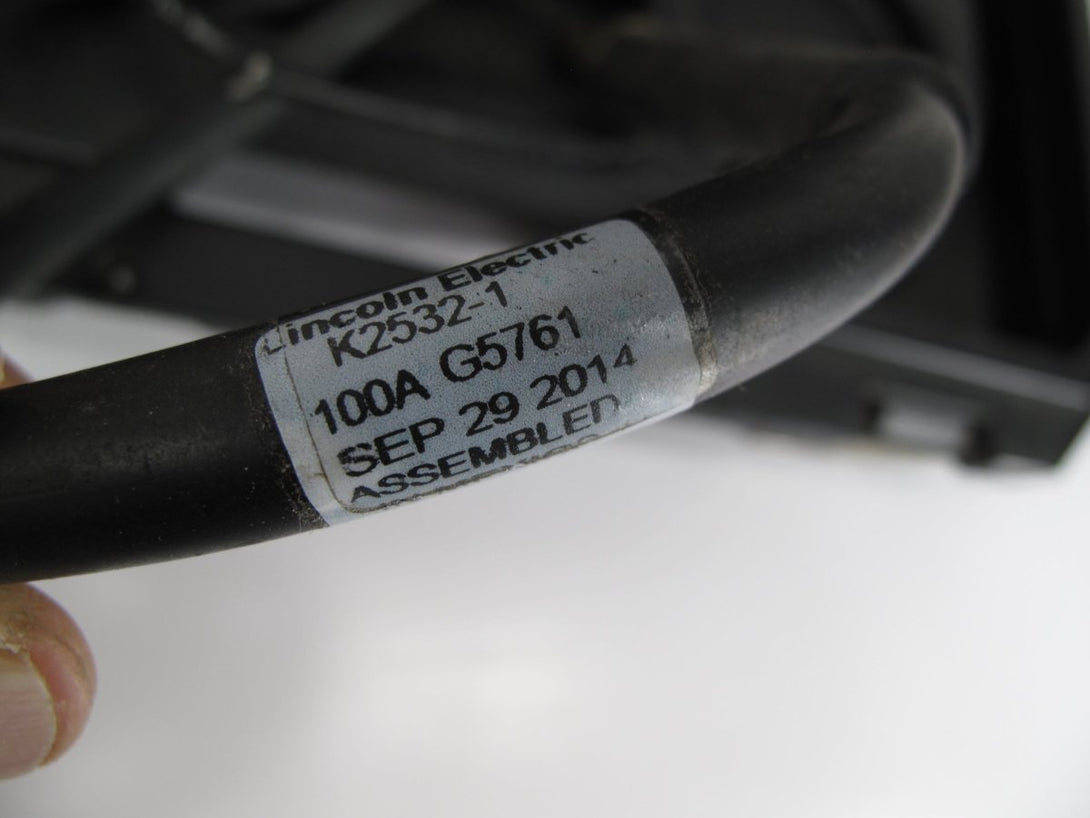 Lincoln Electric
K2532-1
100A G5761
SEP 29 2014
ASSEMBLED